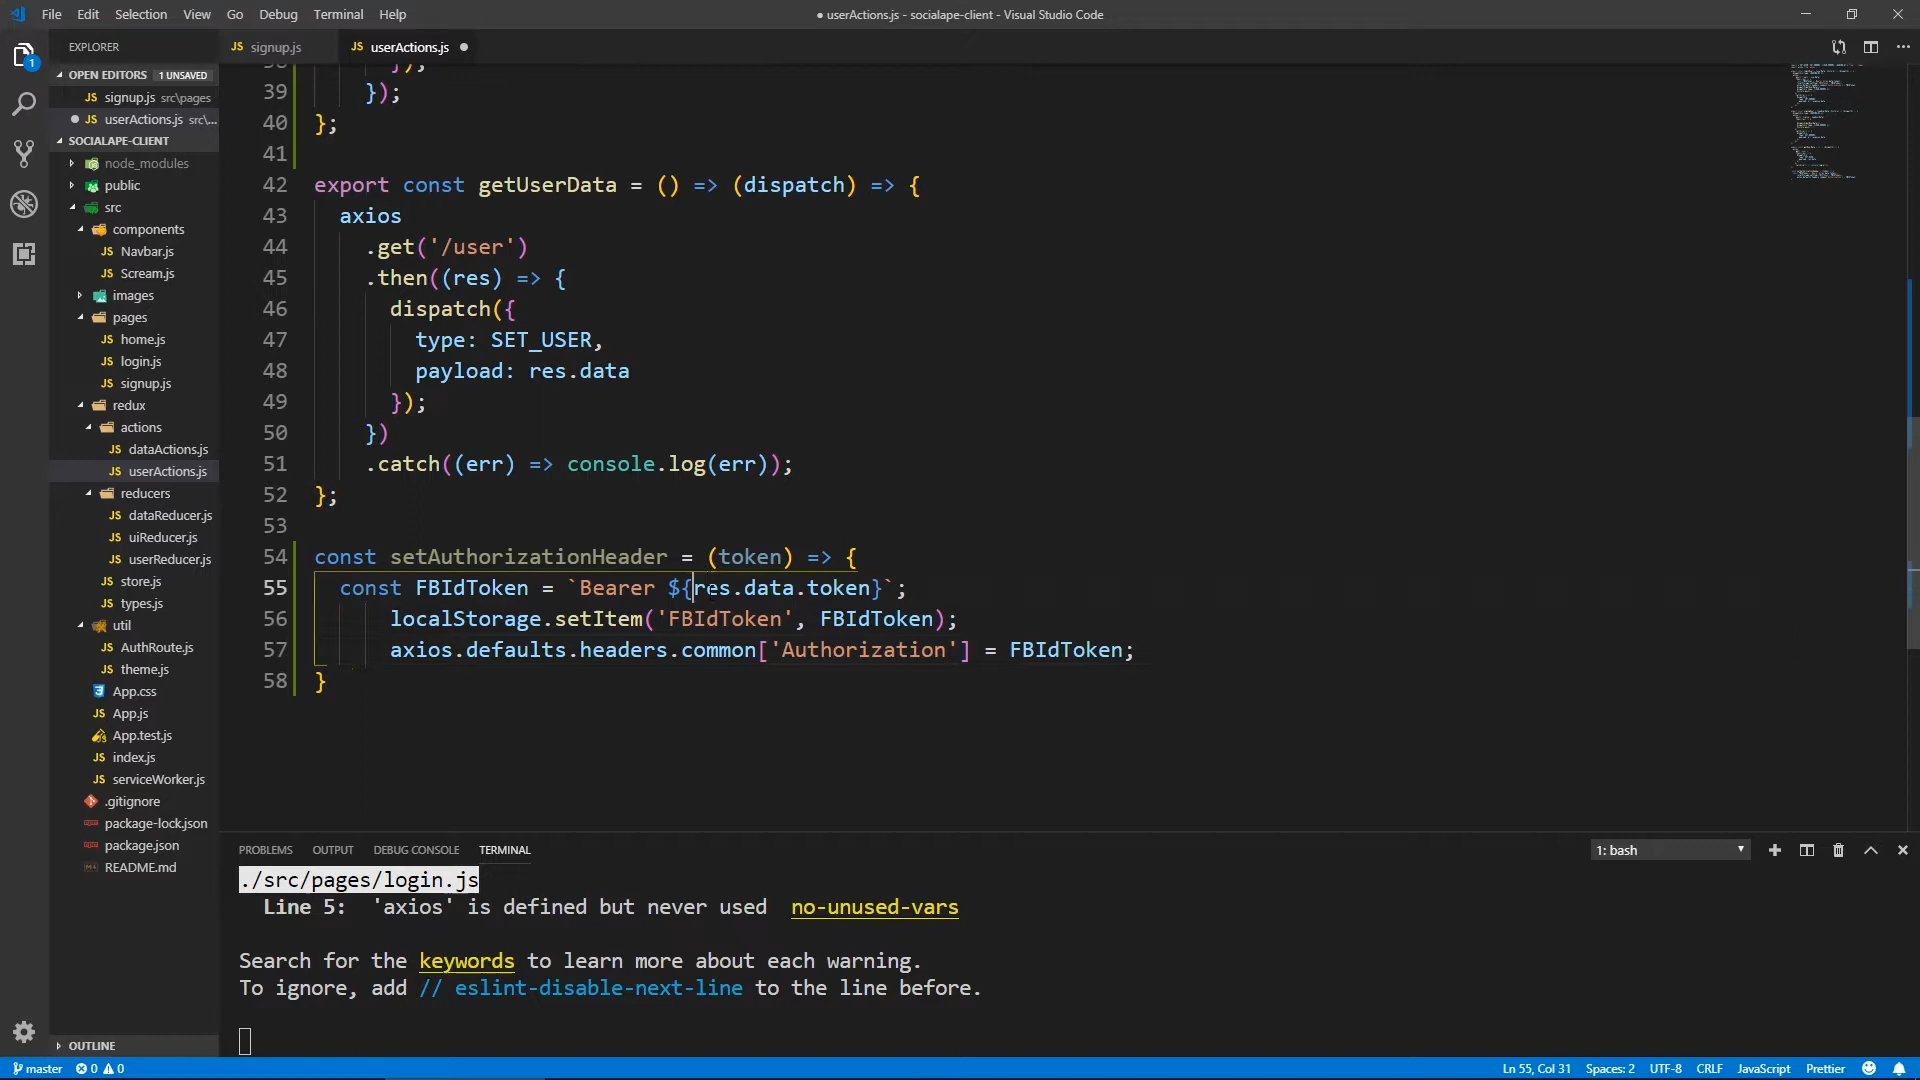 File Edit Selection View Go Debug Terminal Help
● userActions.js - socialape-client - Visual Studio Code
EXPLORER
OPEN EDITORS 1 UNSAVED
JS signup.js src\pages
● JS userActions.js src\...
SOCIALAPE-CLIENT
node_modules
public
src
components
JS Navbar.js
JS Scream.js
images
pages
JS home.js
JS login.js
JS signup.js
redux
actions
JS dataActions.js
JS userActions.js
reducers
JS dataReducer.js
JS uiReducer.js
JS userReducer.js
JS store.js
JS types.js
util
JS AuthRoute.js
JS theme.js
App.css
JS App.js
App.test.js
JS index.js
JS serviceWorker.js
.gitignore
package-lock.json
package.json
README.md
OUTLINE
JS signup.js JS userActions.js ●
38 });
39 });
40 };
41
42 export const getUserData = () => (dispatch) => {
43 axios
44 .get('/user')
45 .then((res) => {
46 dispatch({
47 type: SET_USER,
48 payload: res.data
49 });
50 })
51 .catch((err) => console.log(err));
52 };
53
54 const setAuthorizationHeader = (token) => {
55 const FBIdToken = `Bearer ${res.data.token}`;
56 localStorage.setItem('FBIdToken', FBIdToken);
57 axios.defaults.headers.common['Authorization'] = FBIdToken;
58 }
PROBLEMS OUTPUT DEBUG CONSOLE TERMINAL
1: bash
./src/pages/login.js
Line 5: 'axios' is defined but never used no-unused-vars
Search for the keywords to learn more about each warning.
To ignore, add // eslint-disable-next-line to the line before.
master 0 0
Ln 55, Col 31 Spaces: 2 UTF-8 CRLF JavaScript Prettier